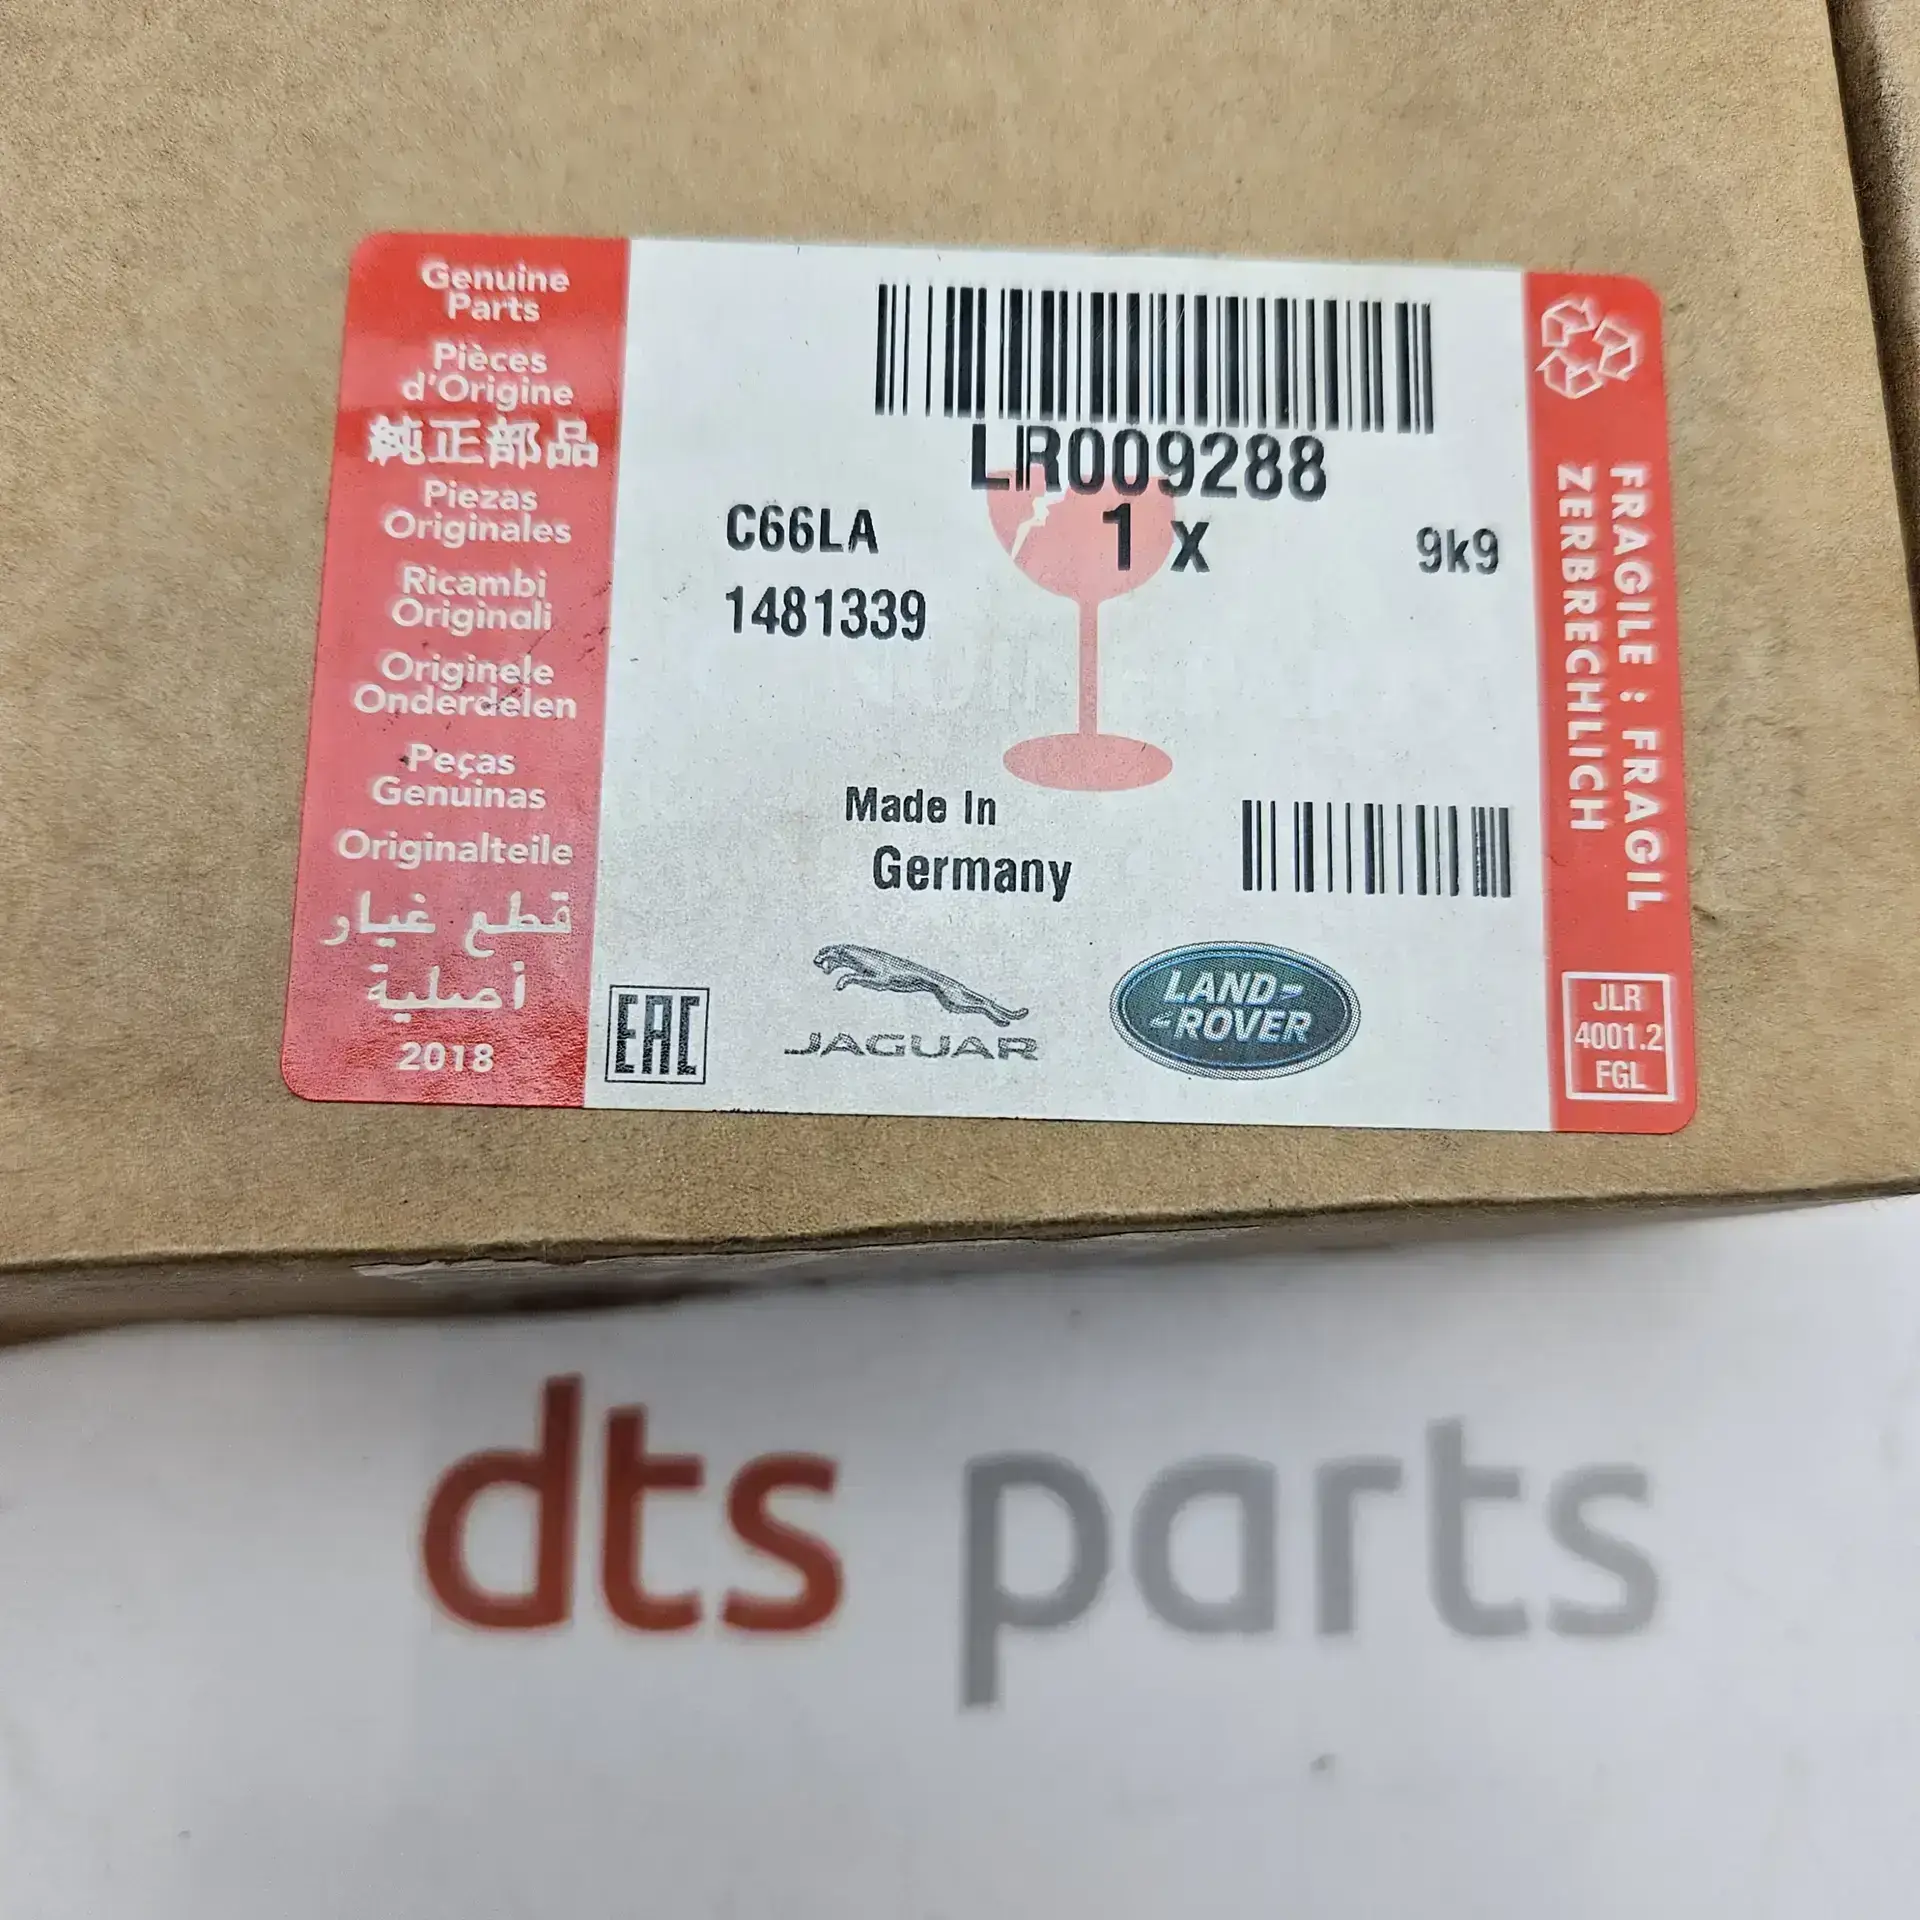 Genuine
Parts
Pièces
d'Origine
純正部品
Piezas
Originales
Ricambi
Originali
Originele
Onderdelen
Peças
Genuinas
Originalteile
قطع غيار
أصلية
2018
LR009288
C66LA
1 x
9k9
1481339
Made In
Germany
EAC
JAGUAR
LAND-
-ROVER
FRAGILE : FRAGIL
ZERBRECHLICH
JLR
4001.2
FGL
dts parts